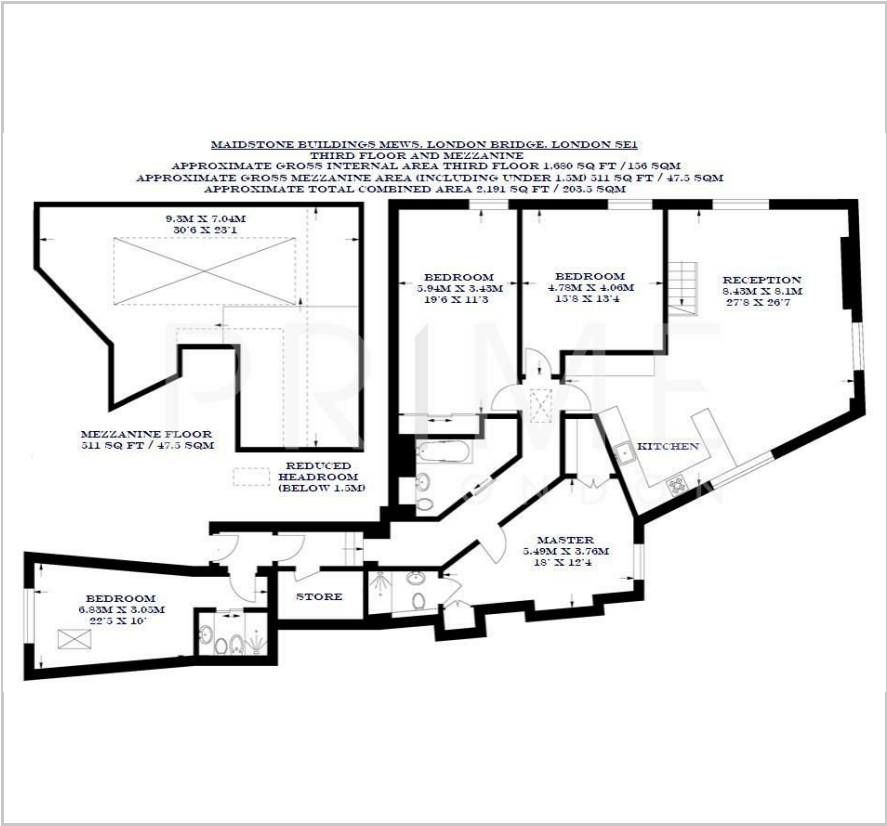 MAIDSTONE BUILDINGS MEWS, LONDON BRIDGE, LONDON SE1
THIRD FLOOR AND MEZZANINE
APPROXIMATE GROSS INTERNAL AREA THIRD FLOOR 1,680 SQ FT / 156 SQM
APPROXIMATE GROSS MEZZANINE AREA (INCLUDING UNDER 1.5M) 511 SQ FT / 47.5 SQM
APPROXIMATE TOTAL COMBINED AREA 2,191 SQ FT / 203.5 SQM
9.3M X 7.04M
30'6 X 23'1
BEDROOM
5.94M X 3.43M
19'6 X 11'3
BEDROOM
4.78M X 4.06M
15'8 X 13'4
RECEPTION
8.43M X 8.1M
27'8 X 26'7
PRIME
LONDON
MEZZANINE FLOOR
511 SQ FT / 47.5 SQM
KITCHEN
REDUCED
HEADROOM
(BELOW 1.5M)
MASTER
5.49M X 3.76M
18' X 12'4
BEDROOM
6.83M X 3.05M
22'5 X 10'
STORE